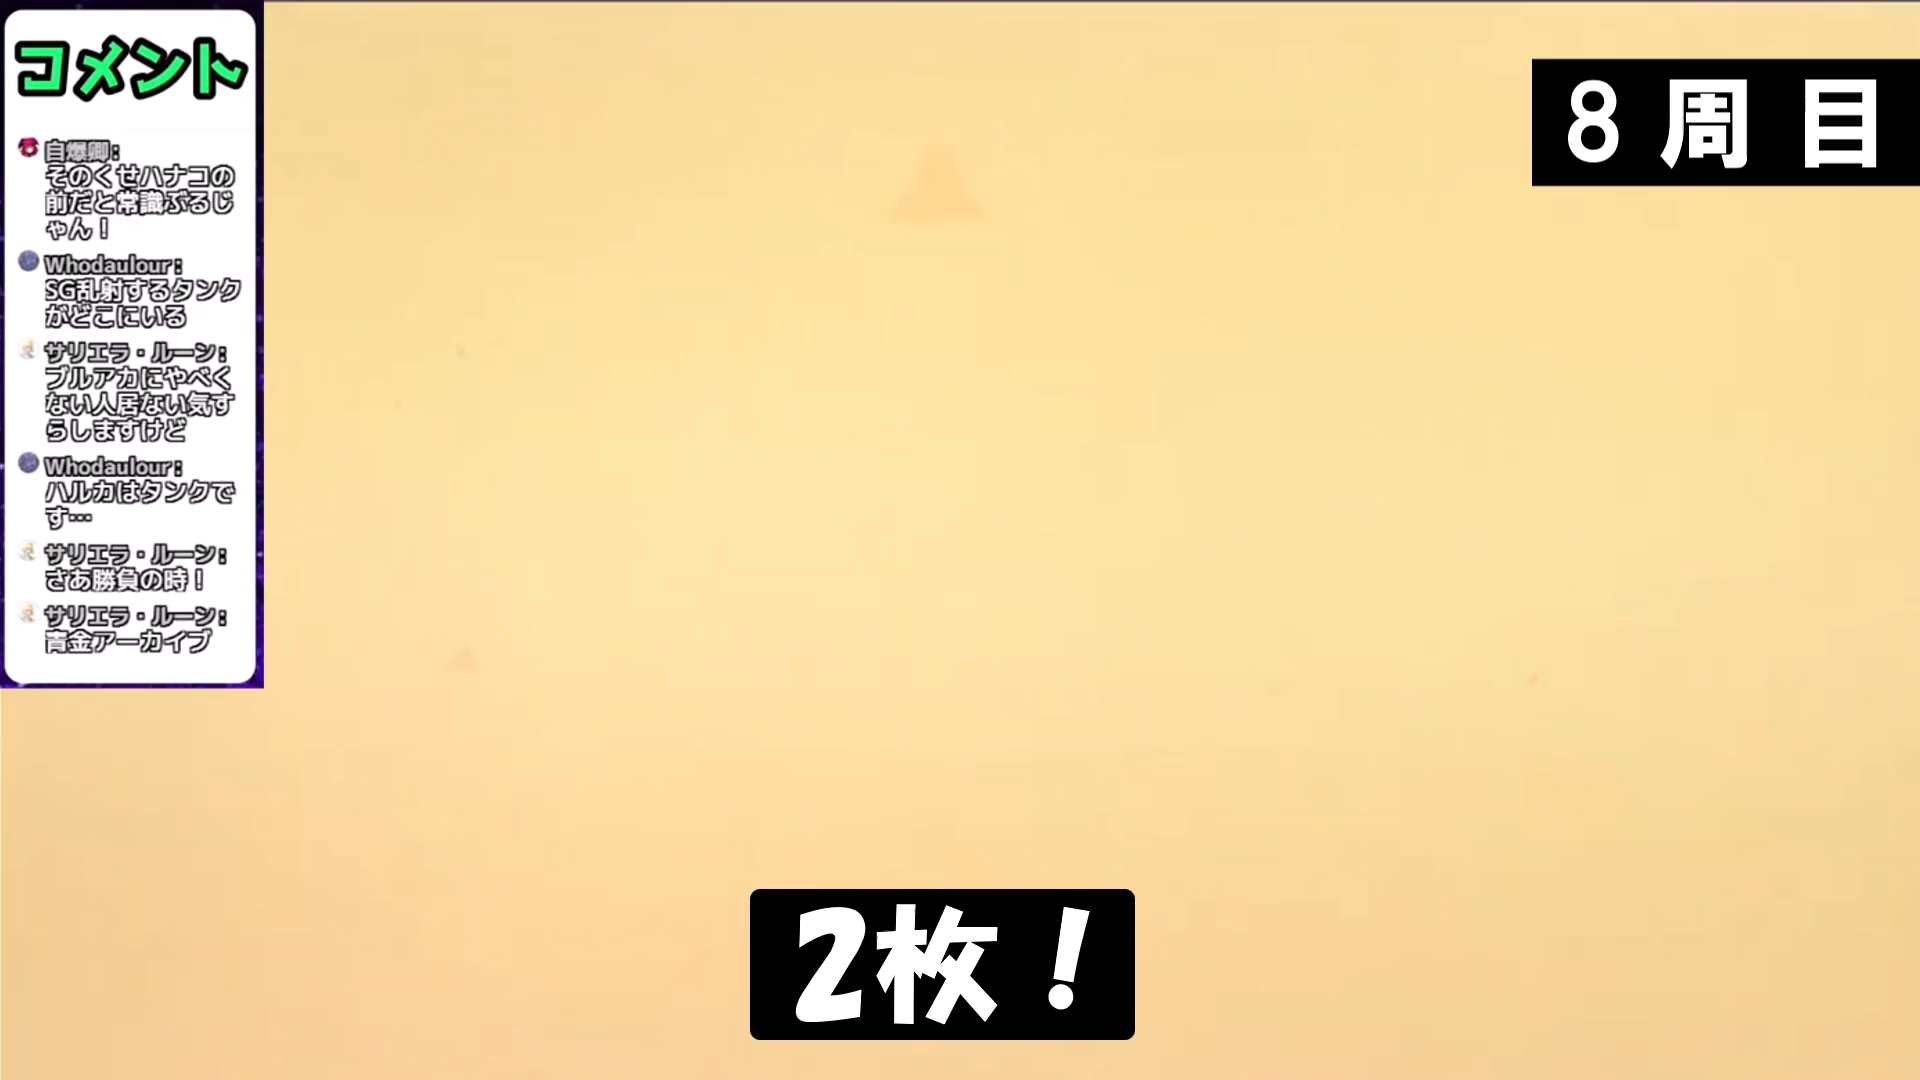 コメント
自爆卿:
そのくせハナコの
前だと常識ぶるじ
ゃん！
Whodaulour:
SG乱射するタンク
がどこにいる
サリエラ・ルーン:
ブルアカにやべく
ない人居ない気す
らしますけど
Whodaulour:
ハルカはタンクで
す…
サリエラ・ルーン:
さあ勝負の時！
サリエラ・ルーン:
青金アーカイブ
8周目
2枚！